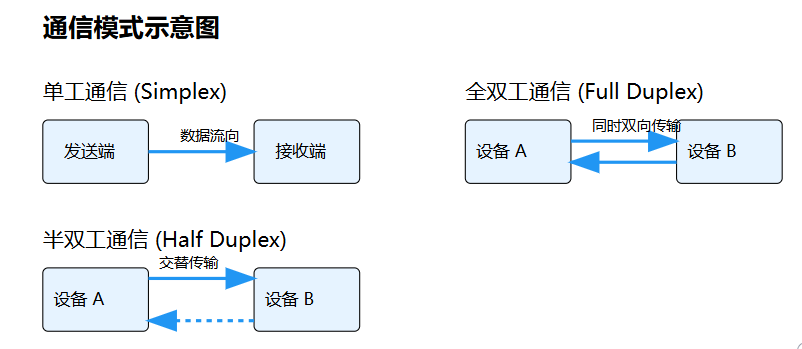 通信模式示意图
单工通信 (Simplex)
发送端
数据流向
接收端
全双工通信 (Full Duplex)
设备 A
同时双向传输
设备 B
半双工通信 (Half Duplex)
设备 A
交替传输
设备 B